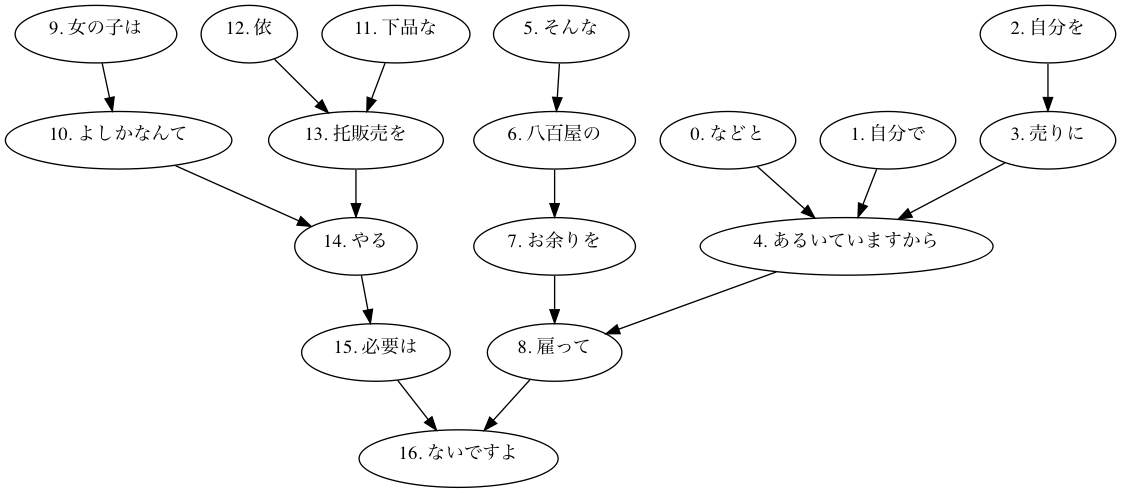 9. 女の子は
12. 依
11. 下品な
5. そんな
2. 自分を
10. よしかなんて
13. 托販売を
6. 八百屋の
0. などと
1. 自分で
3. 売りに
14. やる
7. お余りを
4. あるいていますから
15. 必要は
8. 雇って
16. ないですよ